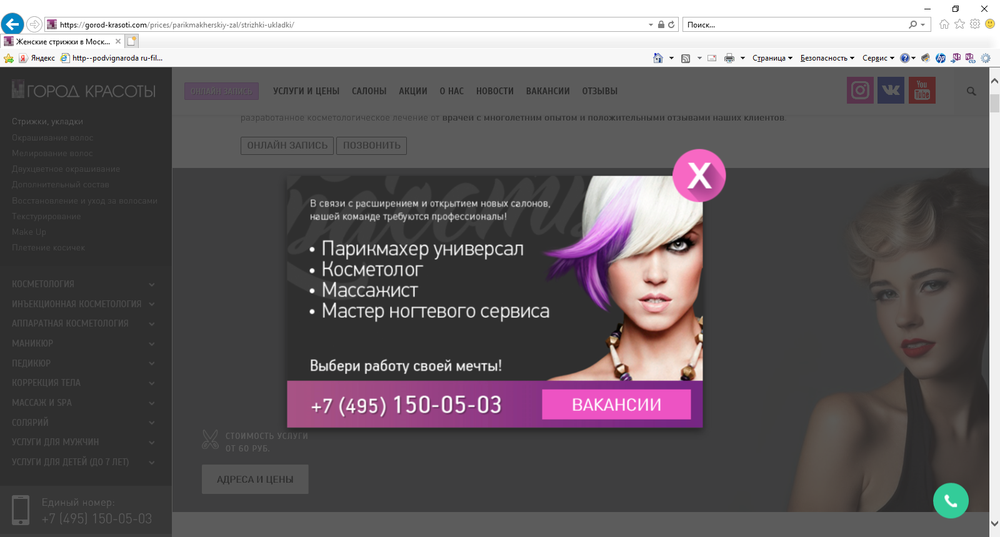 https://gorod-krasoti.com/prices/parikmakherskiy-zal/strizhki-ukladki/
Поиск...
Женские стрижки в Моск...
Яндекс
http--podvignaroda ru-fil...
Страница
Безопасность
Сервис
ГОРОД КРАСОТЫ
ОНЛАЙН ЗАПИСЬ
УСЛУГИ И ЦЕНЫ
САЛОНЫ
АКЦИИ
О НАС
НОВОСТИ
ВАКАНСИИ
ОТЗЫВЫ
You
Tube
разработанное косметологическое лечение от врачей с многолетним опытом и положительными отзывами наших клиентов.
ОНЛАЙН ЗАПИСЬ
ПОЗВОНИТЬ
Стрижки, укладки
Окрашивание волос
Мелирование волос
Двухцветное окрашивание
Дополнительный состав
Восстановление и уход за волосами
Текстурирование
Make Up
Плетение косичек
КОСМЕТОЛОГИЯ
ИНЪЕКЦИОННАЯ КОСМЕТОЛОГИЯ
АППАРАТНАЯ КОСМЕТОЛОГИЯ
МАНИКЮР
ПЕДИКЮР
КОРРЕКЦИЯ ТЕЛА
МАССАЖ И SPA
СОЛЯРИЙ
УСЛУГИ ДЛЯ МУЖЧИН
УСЛУГИ ДЛЯ ДЕТЕЙ (ДО 7 ЛЕТ)
Единый номер:
+7 (495) 150-05-03
X
В связи с расширением и открытием новых салонов,
нашей команде требуются профессионалы!
• Парикмахер универсал
• Косметолог
• Массажист
• Мастер ногтевого сервиса
Выбери работу своей мечты!
+7 (495) 150-05-03
ВАКАНСИИ
СТОИМОСТЬ УСЛУГИ
ОТ 60 РУБ.
АДРЕСА И ЦЕНЫ